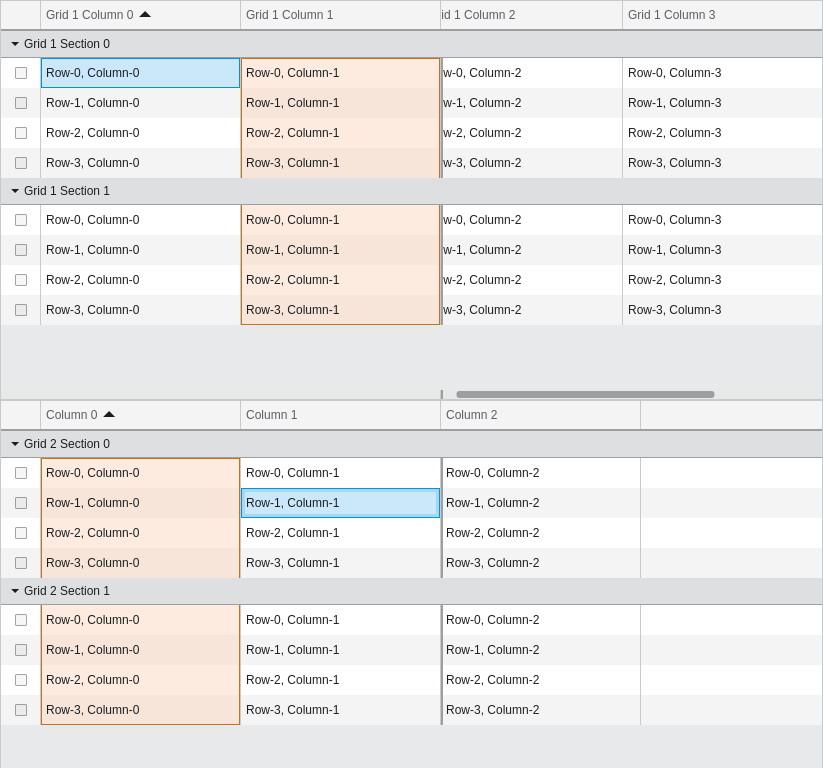 Grid 1 Column 0 Grid 1 Column 1 id 1 Column 2 Grid 1 Column 3
Grid 1 Section 0
Row-0, Column-0 Row-0, Column-1 w-0, Column-2 Row-0, Column-3
Row-1, Column-0 Row-1, Column-1 w-1, Column-2 Row-1, Column-3
Row-2, Column-0 Row-2, Column-1 w-2, Column-2 Row-2, Column-3
Row-3, Column-0 Row-3, Column-1 w-3, Column-2 Row-3, Column-3
Grid 1 Section 1
Row-0, Column-0 Row-0, Column-1 w-0, Column-2 Row-0, Column-3
Row-1, Column-0 Row-1, Column-1 w-1, Column-2 Row-1, Column-3
Row-2, Column-0 Row-2, Column-1 w-2, Column-2 Row-2, Column-3
Row-3, Column-0 Row-3, Column-1 w-3, Column-2 Row-3, Column-3
Column 0 Column 1 Column 2
Grid 2 Section 0
Row-0, Column-0 Row-0, Column-1 Row-0, Column-2
Row-1, Column-0 Row-1, Column-1 Row-1, Column-2
Row-2, Column-0 Row-2, Column-1 Row-2, Column-2
Row-3, Column-0 Row-3, Column-1 Row-3, Column-2
Grid 2 Section 1
Row-0, Column-0 Row-0, Column-1 Row-0, Column-2
Row-1, Column-0 Row-1, Column-1 Row-1, Column-2
Row-2, Column-0 Row-2, Column-1 Row-2, Column-2
Row-3, Column-0 Row-3, Column-1 Row-3, Column-2